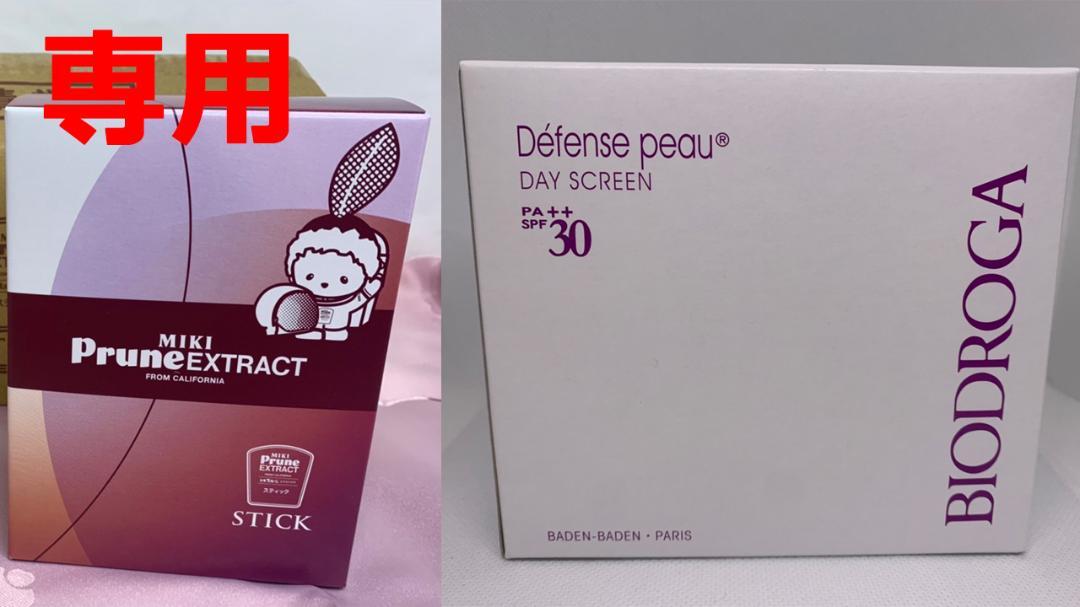 専用
MIKI
Prune EXTRACT
FROM CALIFORNIA
MIKI
Prune
EXTRACT
スティック
STICK
Défense peau®
DAY SCREEN
PA++
SPF 30
BIODROGA
BADEN-BADEN • PARIS